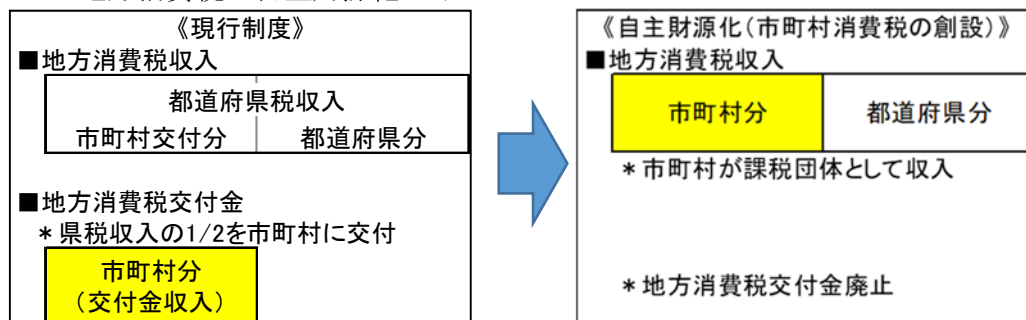 《現行制度》
■地方消費税収入
都道府県税収入
市町村交付分 都道府県分
■地方消費税交付金
＊県税収入の1/2を市町村に交付
市町村分
（交付金収入）
《自主財源化（市町村消費税の創設）》
■地方消費税収入
市町村分 都道府県分
＊市町村が課税団体として収入
＊地方消費税交付金廃止